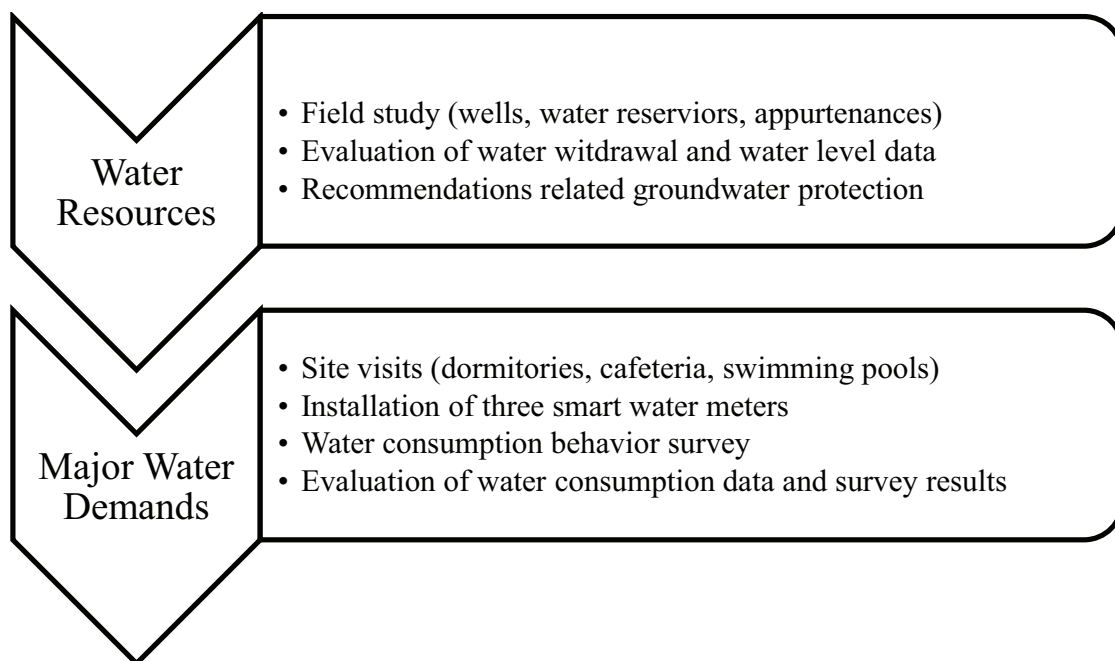 Water
Resources
• Field study (wells, water reserviors, appurtenances)
• Evaluation of water witdrawal and water level data
• Recommendations related groundwater protection
Major Water
Demands
• Site visits (dormitories, cafeteria, swimming pools)
• Installation of three smart water meters
• Water consumption behavior survey
• Evaluation of water consumption data and survey results